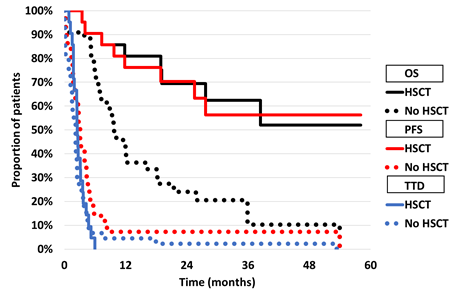 100%
90%
80%
70%
60%
50%
40%
30%
20%
10%
0%
Proportion of patients
0
12
24
36
48
60
Time (months)
OS
HSCT
No HSCT
PFS
HSCT
No HSCT
TTD
HSCT
No HSCT